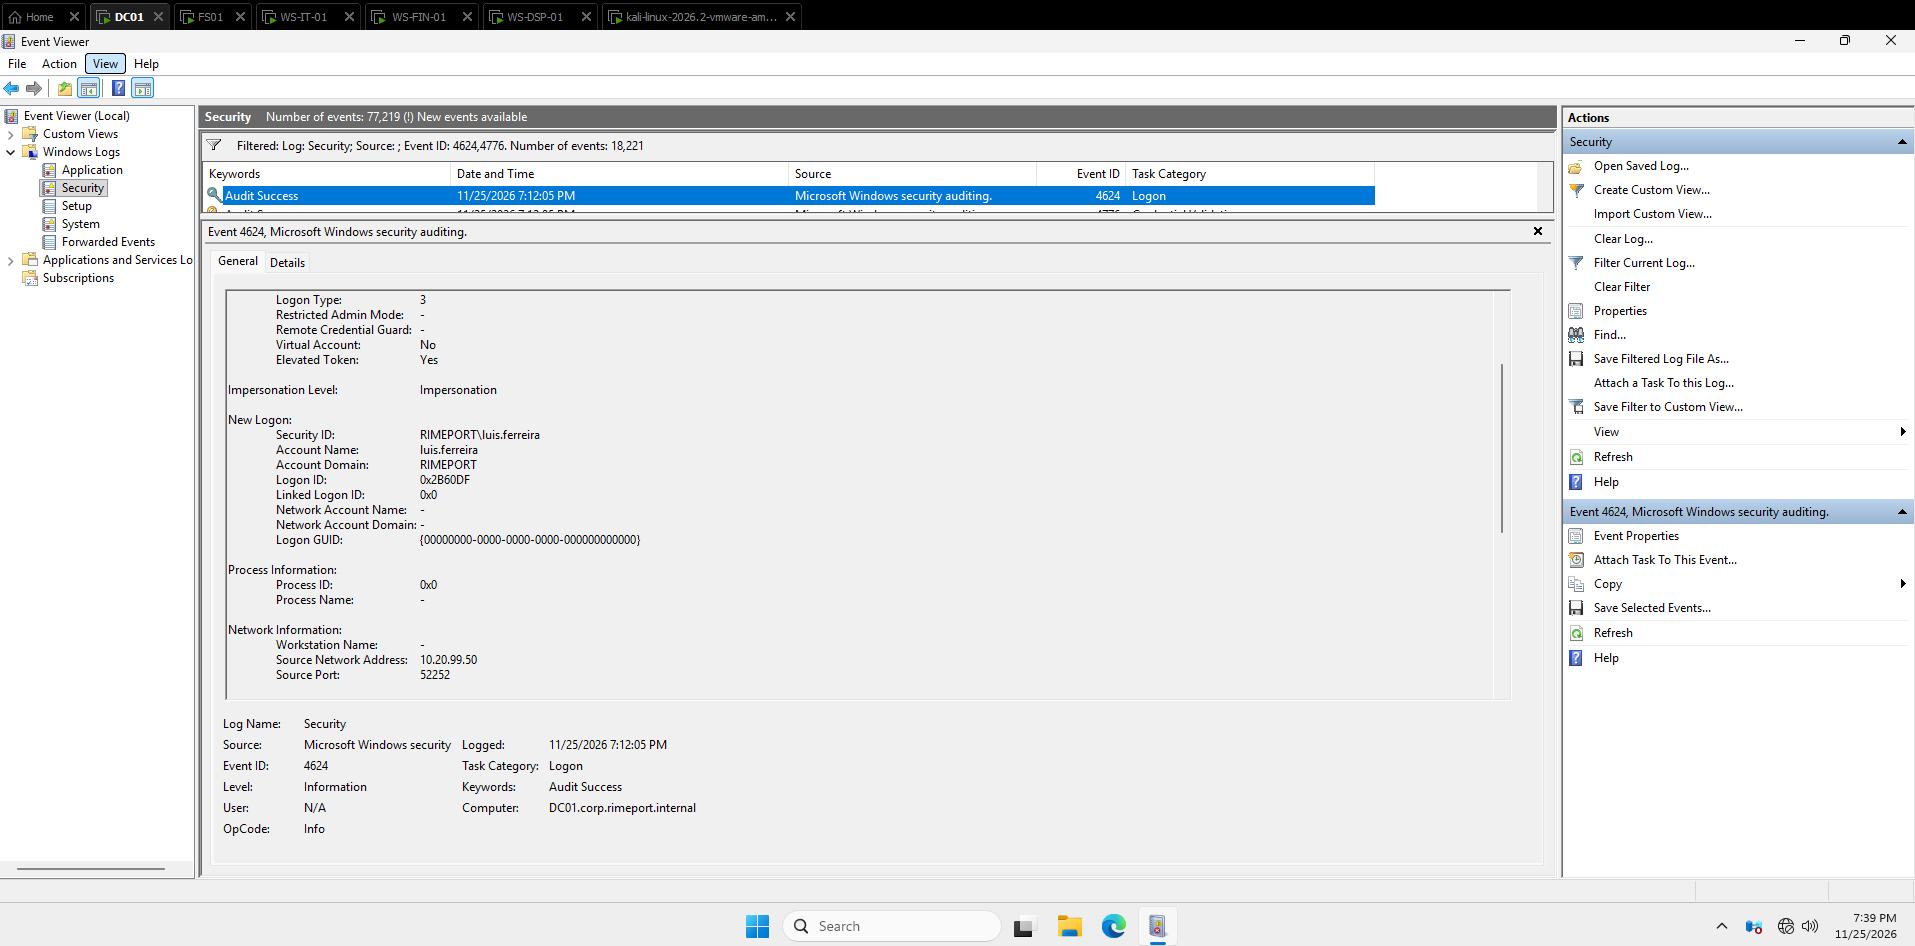 Home
DC01
FS01
WS-IT-01
WS-FIN-01
WS-DSP-01
kali-linux-2026.2-vmware-am...
Event Viewer
File Action View Help
Event Viewer (Local)
Custom Views
Windows Logs
Application
Security
Setup
System
Forwarded Events
Applications and Services Lo
Subscriptions
Security Number of events: 77,219 (!) New events available
Filtered: Log: Security; Source: ; Event ID: 4624,4776. Number of events: 18,221
Keywords Date and Time Source Event ID Task Category
Audit Success 11/25/2026 7:12:05 PM Microsoft Windows security auditing. 4624 Logon
Event 4624, Microsoft Windows security auditing.
General Details
Logon Type: 3
Restricted Admin Mode: -
Remote Credential Guard: -
Virtual Account: No
Elevated Token: Yes
Impersonation Level: Impersonation
New Logon:
Security ID: RIMEPORT\luis.ferreira
Account Name: luis.ferreira
Account Domain: RIMEPORT
Logon ID: 0x2B60DF
Linked Logon ID: 0x0
Network Account Name: -
Network Account Domain: -
Logon GUID: {00000000-0000-0000-0000-000000000000}
Process Information:
Process ID: 0x0
Process Name: -
Network Information:
Workstation Name: -
Source Network Address: 10.20.99.50
Source Port: 52252
Log Name: Security
Source: Microsoft Windows security Logged: 11/25/2026 7:12:05 PM
Event ID: 4624 Task Category: Logon
Level: Information Keywords: Audit Success
User: N/A Computer: DC01.corp.rimeport.internal
OpCode: Info
Actions
Security
Open Saved Log...
Create Custom View...
Import Custom View...
Clear Log...
Filter Current Log...
Clear Filter
Properties
Find...
Save Filtered Log File As...
Attach a Task To this Log...
Save Filter to Custom View...
View
Refresh
Help
Event 4624, Microsoft Windows security auditing.
Event Properties
Attach Task To This Event...
Copy
Save Selected Events...
Refresh
Help
Search
7:39 PM
11/25/2026